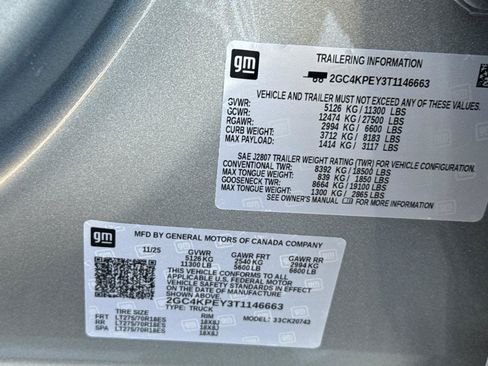 gm
TRAILERING INFORMATION
2GC4KPEY3T1146663
VEHICLE AND TRAILER MUST NOT EXCEED ANY OF THESE VALUES.
GVWR: 5126 KG / 11300 LBS
GCWR: 12474 KG / 27500 LBS
RGAWR: 2994 KG / 6600 LBS
CURB WEIGHT: 3712 KG / 8183 LBS
MAX PAYLOAD: 1414 KG / 3117 LBS
SAE J2807 TRAILER WEIGHT RATING (TWR) FOR VEHICLE CONFIGURATION.
CONVENTIONAL TWR: 8392 KG / 18500 LBS
MAX TONGUE WEIGHT: 839 KG / 1850 LBS
GOOSENECK TWR: 8664 KG / 19100 LBS
MAX TONGUE WEIGHT: 1300 KG / 2865 LBS
SEE OWNER'S MANUAL FOR MORE INFORMATION.
gm
MFD BY GENERAL MOTORS OF CANADA COMPANY
11/25 GVWR GAWR FRT GAWR RR
5126 KG 2540 KG 2994 KG
11300 LB 5600 LB 6600 LB
THIS VEHICLE CONFORMS TO ALL
APPLICABLE U.S. FEDERAL MOTOR
VEHICLE SAFETY STANDARDS IN
EFFECT ON THE DATE OF
MANUFACTURE SHOWN ABOVE.
2GC4KPEY3T1146663
TYPE: TRUCK
MODEL: 33CK20743
TIRE SIZE RIM
FRT LT275/70R18ES 18X8J
RR LT275/70R18ES 18X8J
SPA LT275/70R18ES 18X8J